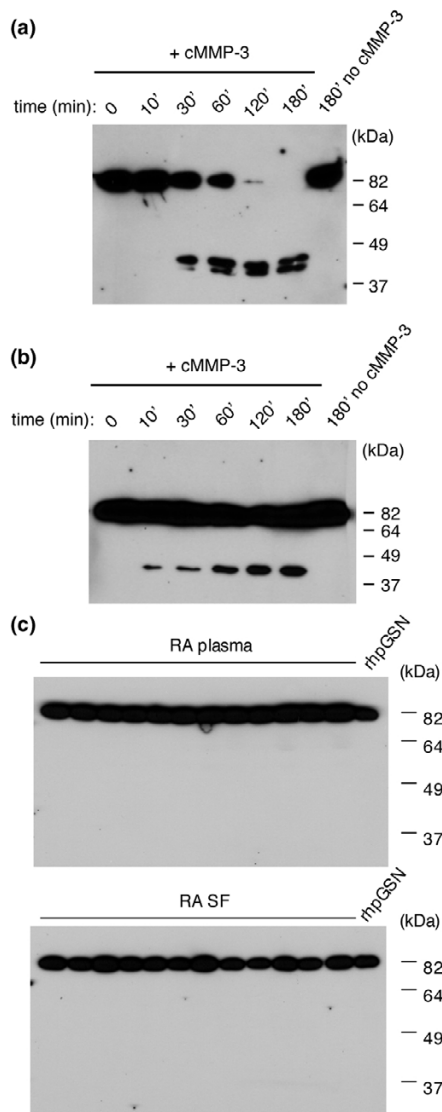 (a)
+ cMMP-3
time (min): 0 10' 30' 60' 120' 180' 180' no cMMP-3
(kDa)
82
64
49
37
(b)
+ cMMP-3
time (min): 0 10' 30' 60' 120' 180' 180' no cMMP-3
(kDa)
82
64
49
37
(c)
RA plasma rhpGSN
(kDa)
82
64
49
37
RA SF rhpGSN
(kDa)
82
64
49
37